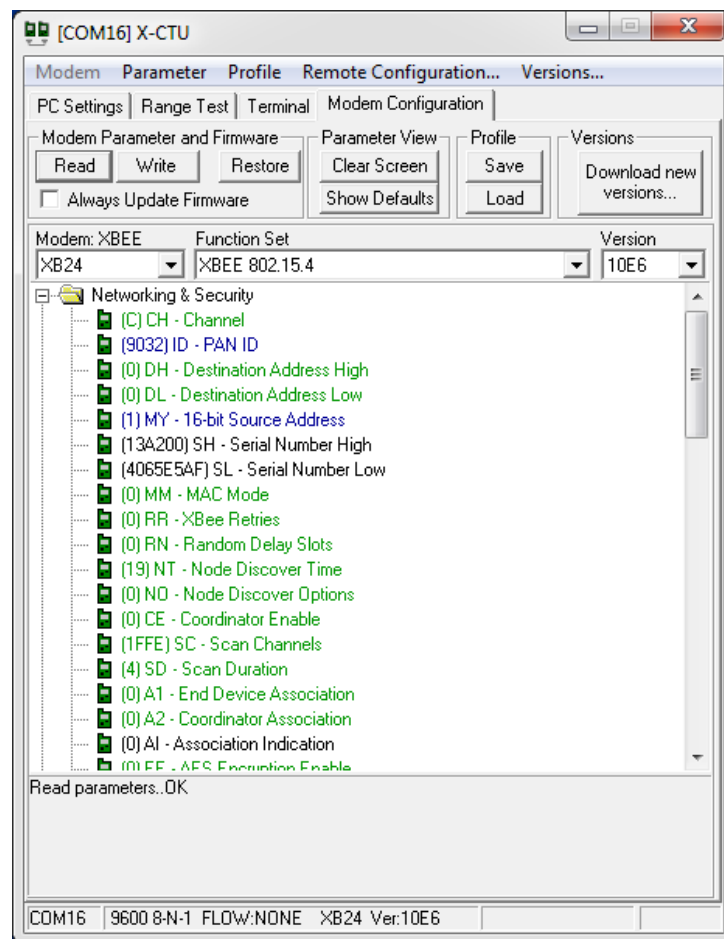 [COM16] X-CTU
Modem Parameter Profile Remote Configuration... Versions...
PC Settings Range Test Terminal Modem Configuration
Modem Parameter and Firmware Parameter View Profile Versions
Read Write Restore Clear Screen Save Download new versions...
Always Update Firmware Show Defaults Load
Modem: XBEE Function Set Version
XB24 XBEE 802.15.4 10E6
Networking & Security
(C) CH - Channel
(9032) ID - PAN ID
(0) DH - Destination Address High
(0) DL - Destination Address Low
(1) MY - 16-bit Source Address
(13A200) SH - Serial Number High
(4065E5AF) SL - Serial Number Low
(0) MM - MAC Mode
(0) RR - XBee Retries
(0) RN - Random Delay Slots
(19) NT - Node Discover Time
(0) NO - Node Discover Options
(0) CE - Coordinator Enable
(1FFE) SC - Scan Channels
(4) SD - Scan Duration
(0) A1 - End Device Association
(0) A2 - Coordinator Association
(0) AI - Association Indication
(0) EE - AES Encryption Enable
Read parameters..OK
COM16 9600 8-N-1 FLOW:NONE XB24 Ver:10E6